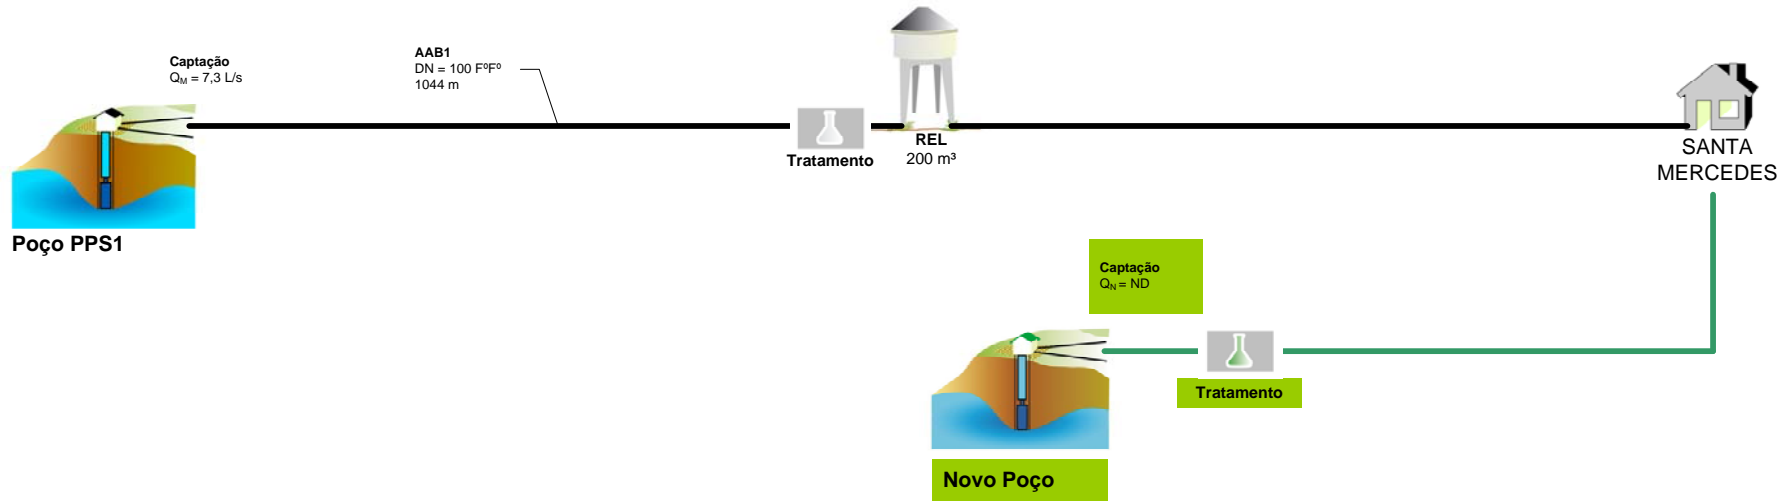 Captação
QM = 7,3 L/s
AAB1
DN = 100 FºFº
1044 m
Poço PPS1
Tratamento
REL
200 m³
SANTA
MERCEDES
Captação
QN = ND
Tratamento
Novo Poço